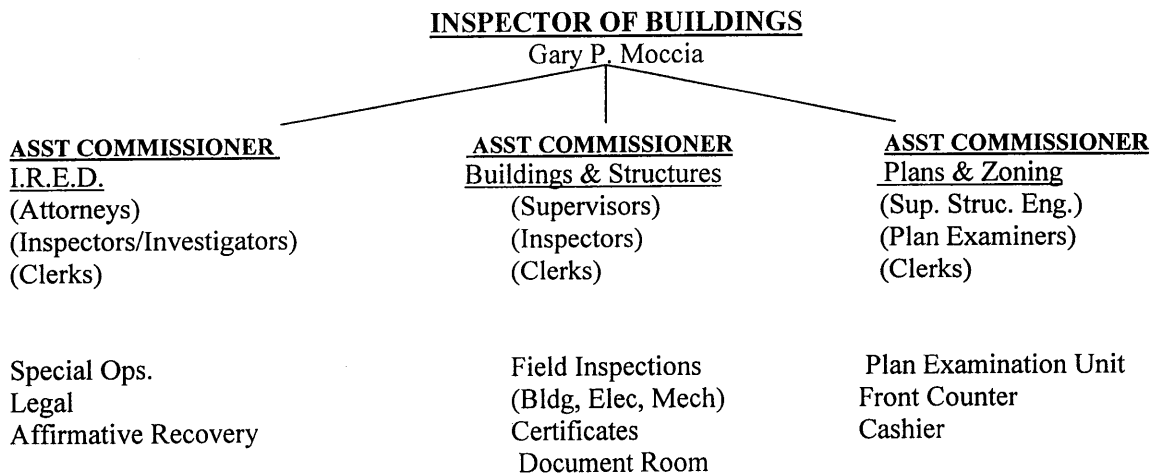 INSPECTOR OF BUILDINGS
Gary P. Moccia
ASST COMMISSIONER
I.R.E.D.
(Attorneys)
(Inspectors/Investigators)
(Clerks)
Special Ops.
Legal
Affirmative Recovery
ASST COMMISSIONER
Buildings & Structures
(Supervisors)
(Inspectors)
(Clerks)
Field Inspections
(Bldg, Elec, Mech)
Certificates
Document Room
ASST COMMISSIONER
Plans & Zoning
(Sup. Struc. Eng.)
(Plan Examiners)
(Clerks)
Plan Examination Unit
Front Counter
Cashier